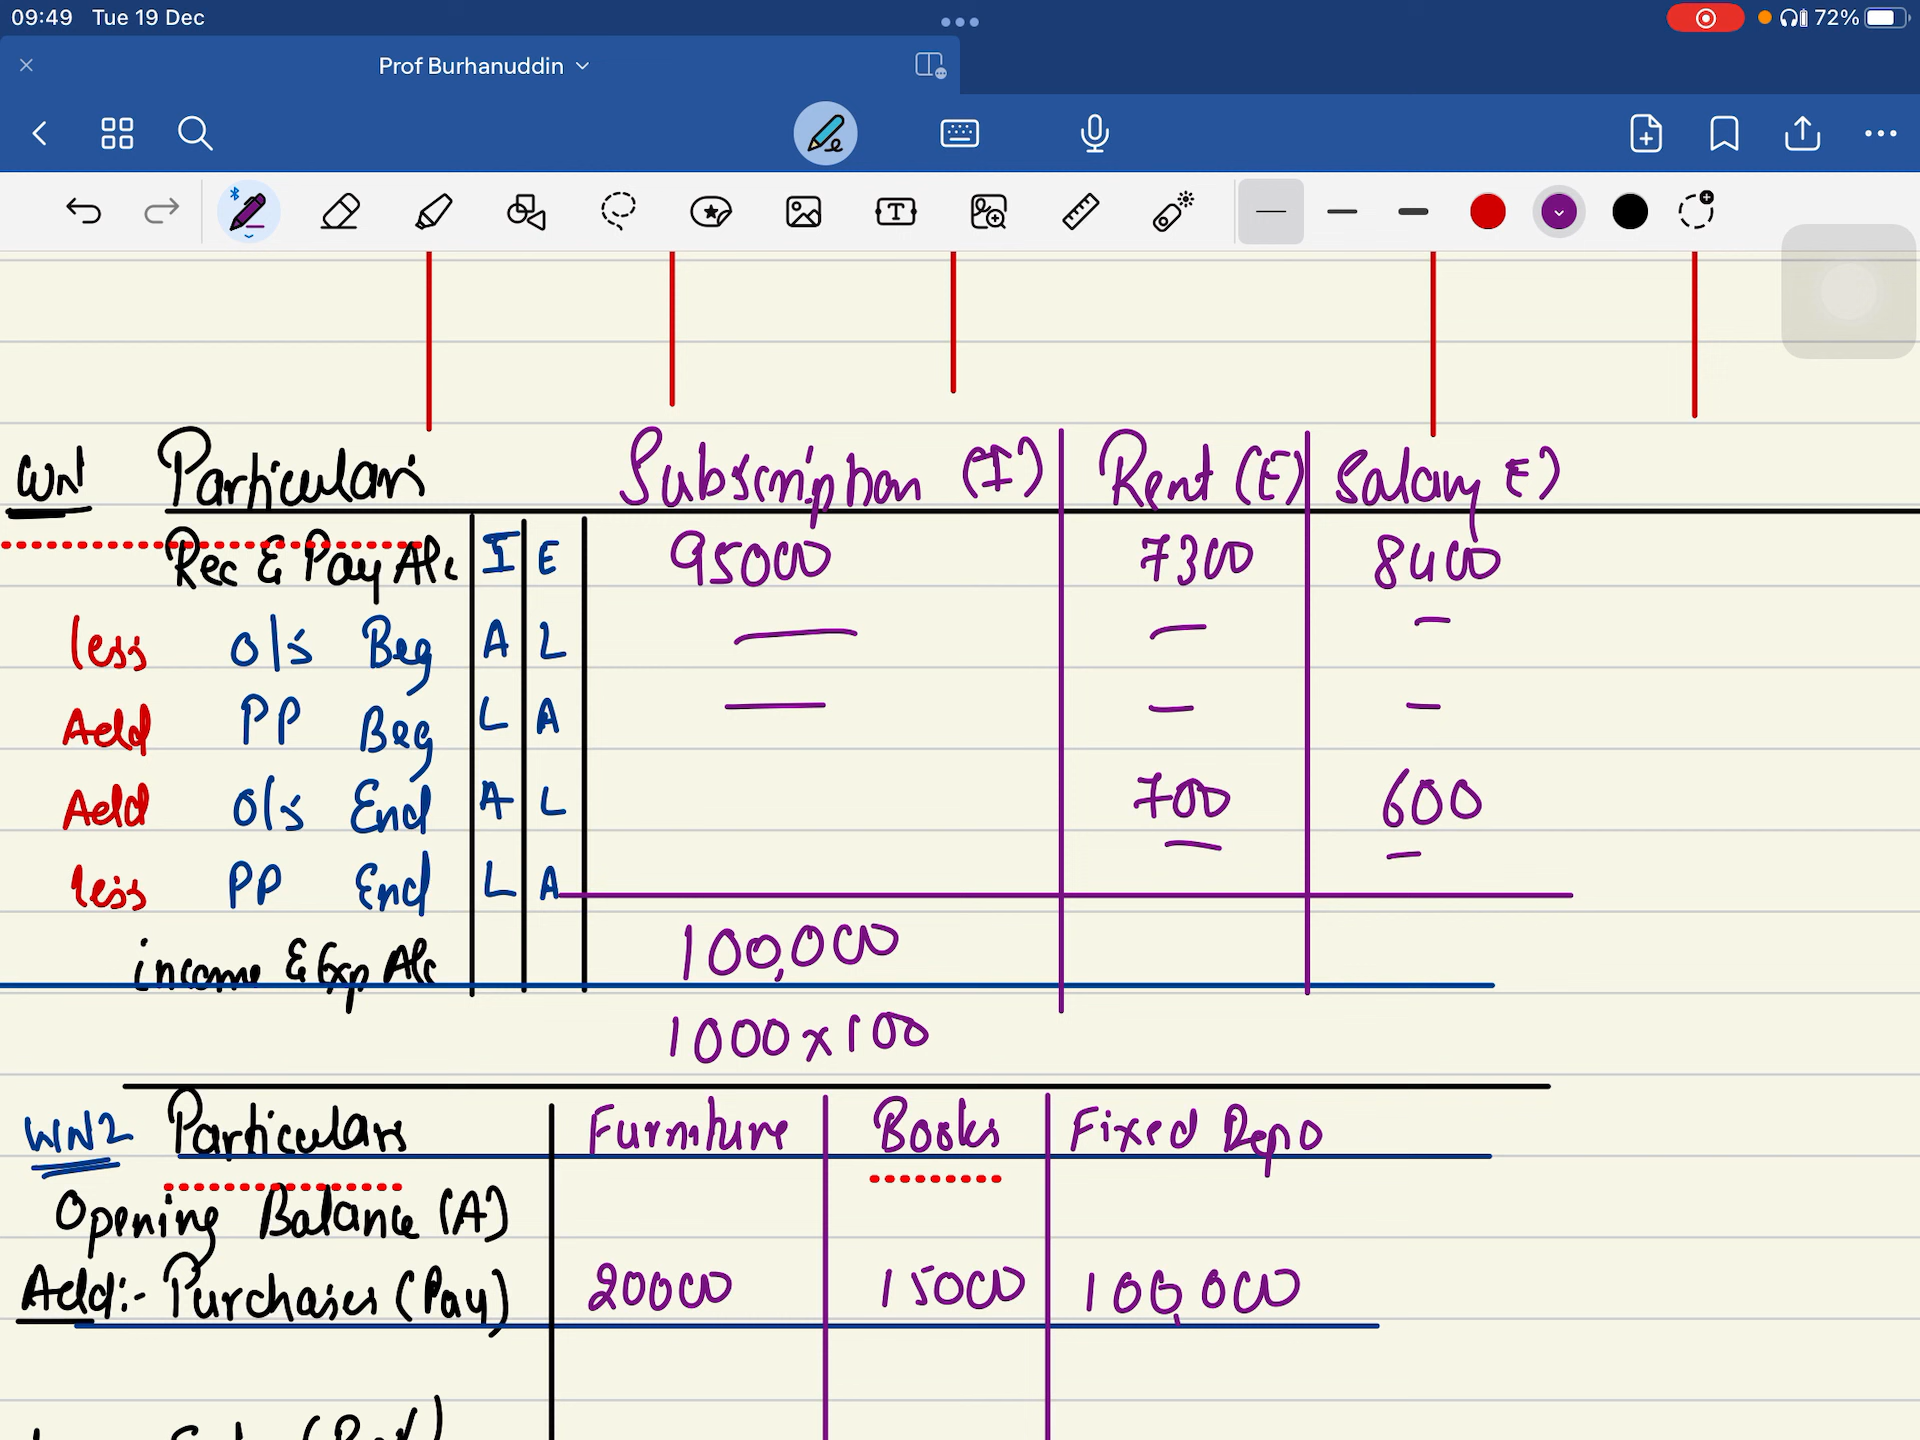 09:49 Tue 19 Dec
72%
Prof Burhanuddin
WN1 Particulars Subscription (I) Rent (E) Salary E)
Rec & Pay A/c I E 95000 7300 8400
less O/s Beg A L — — —
Add PP Beg L A — — —
Add O/s End A L 700 600
less PP End L A
income & Exp A/c 100,000
1000 x 100
WN2 Particulars Furniture Books Fixed Depo
Opening Balance (A)
Add:- Purchases (Pay) 20000 15000 100,000